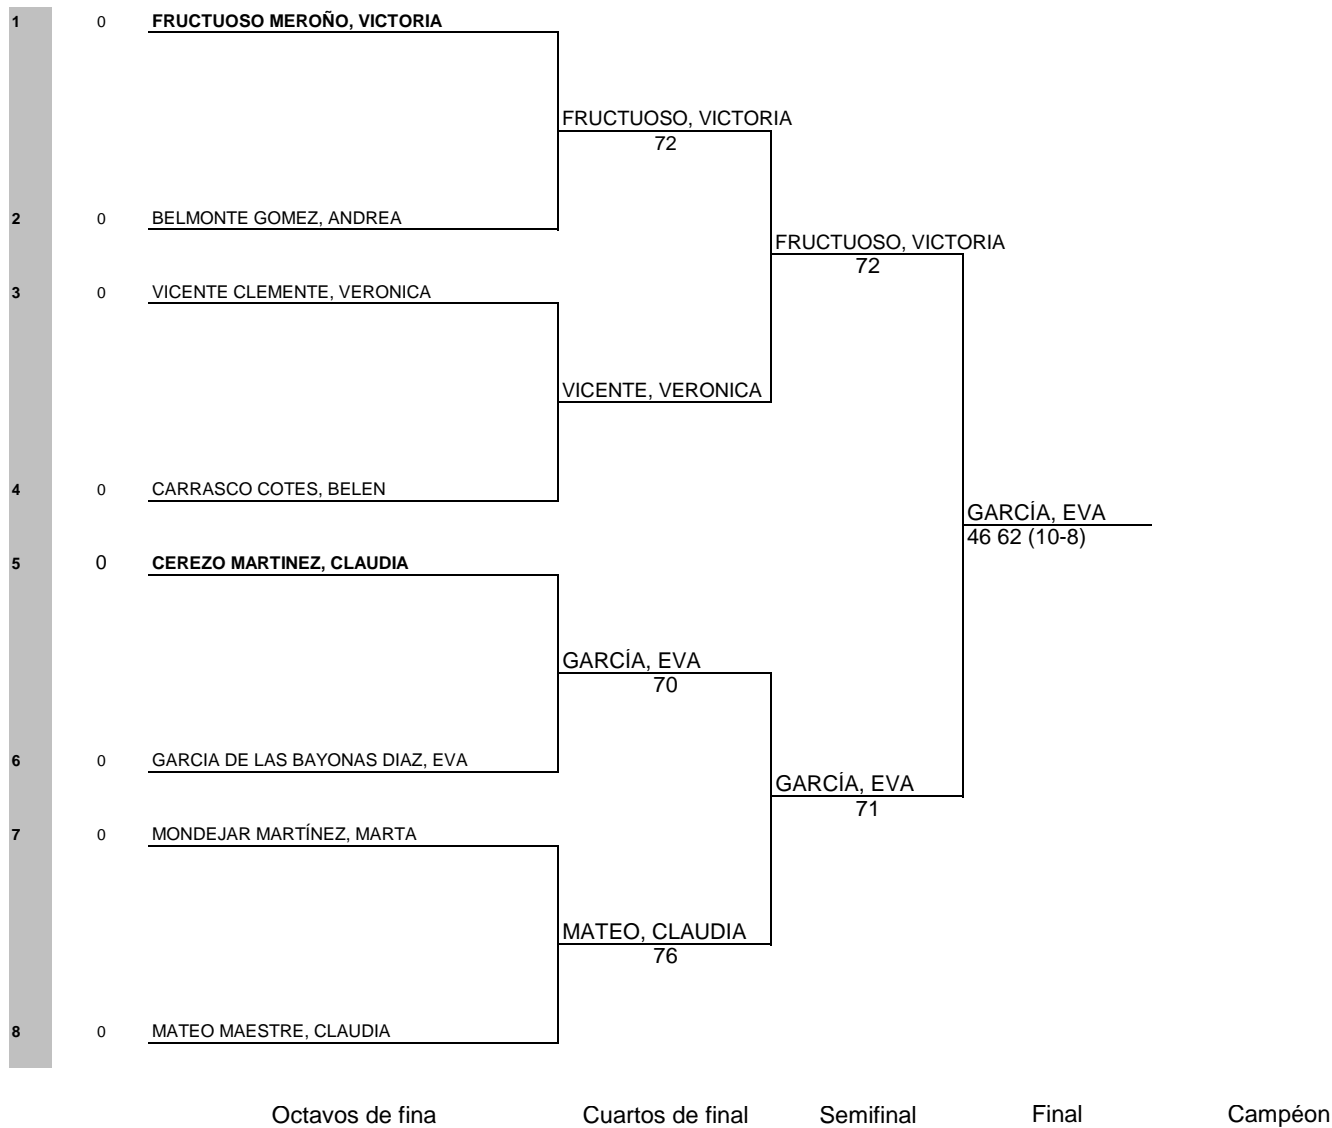 1 0 FRUCTUOSO MEROÑO, VICTORIA
FRUCTUOSO, VICTORIA
72
2 0 BELMONTE GOMEZ, ANDREA
FRUCTUOSO, VICTORIA
72
3 0 VICENTE CLEMENTE, VERONICA
VICENTE, VERONICA
4 0 CARRASCO COTES, BELEN
GARCÍA, EVA
46 62 (10-8)
5 0 CEREZO MARTINEZ, CLAUDIA
GARCÍA, EVA
70
6 0 GARCIA DE LAS BAYONAS DIAZ, EVA
GARCÍA, EVA
71
7 0 MONDEJAR MARTÍNEZ, MARTA
MATEO, CLAUDIA
76
8 0 MATEO MAESTRE, CLAUDIA
Octavos de fina Cuartos de final Semifinal Final Campéon